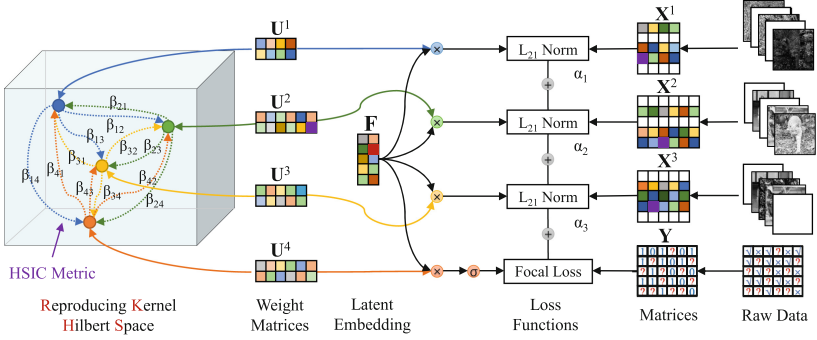 U¹
U²
U³
U⁴
F
X¹
X²
X³
Y
L₂₁ Norm
α₁
L₂₁ Norm
α₂
L₂₁ Norm
α₃
Focal Loss
σ
β₂₁
β₁₂
β₁₃
β₃₂
β₂₃
β₃₁
β₄₁
β₁₄
β₄₃
β₃₄
β₄₂
β₂₄
HSIC Metric
Reproducing Kernel
Hilbert Space
Weight
Matrices
Latent
Embedding
Loss
Functions
Matrices
Raw Data